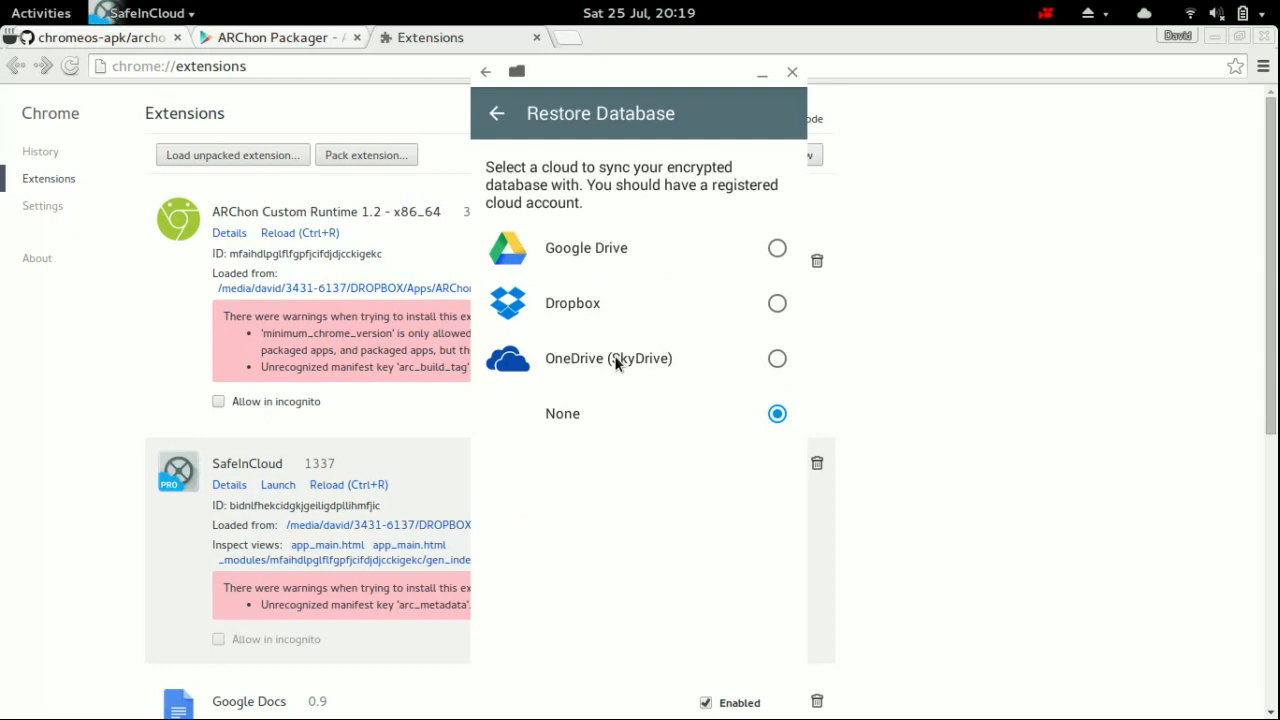 Activities
SafeInCloud
Sat 25 Jul, 20:19
chromeos-apk/archo
ARChon Packager -
Extensions
David
chrome://extensions
Chrome
History
Extensions
Settings
About
Extensions
Load unpacked extension...
Pack extension...
ARChon Custom Runtime 1.2 - x86_64
Details
Reload (Ctrl+R)
ID: mfaihdlpglflfgpfjcifdjdjcckigekc
Loaded from:
/media/david/3431-6137/DROPBOX/Apps/ARCho
There were warnings when trying to install this ex
• 'minimum_chrome_version' is only allowed
packaged apps, and packaged apps, but th
• Unrecognized manifest key 'arc_build_tag'.
Allow in incognito
SafeInCloud 1337
PRO
Details
Launch
Reload (Ctrl+R)
ID: bidnlfhekcidgkjgeiligdpllihmfjic
Loaded from: /media/david/3431-6137/DROPBOX
Inspect views: app_main.html app_main.html
_modules/mfaihdlpglflfgpfjcifdjdjcckigekc/gen_inde
There were warnings when trying to install this ex
• Unrecognized manifest key 'arc_metadata'.
Allow in incognito
Google Docs 0.9
Enabled
Restore Database
Select a cloud to sync your encrypted
database with. You should have a registered
cloud account.
Google Drive
Dropbox
OneDrive (SkyDrive)
None